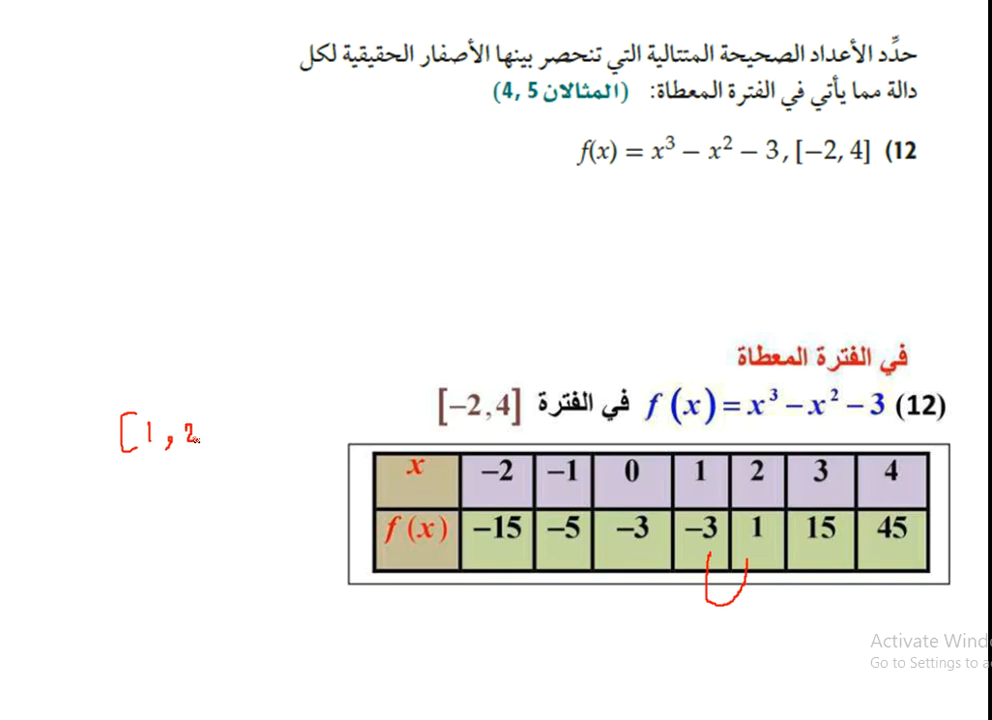 حدِّد الأعداد الصحيحة المتتالية التي تنحصر بينها الأصفار الحقيقية لكل
دالة مما يأتي في الفترة المعطاة: (المثالان 5 ,4)
12) f(x) = x³ − x² − 3, [−2, 4]
في الفترة المعطاة
(12) f (x) = x³ − x² − 3 في الفترة [−2,4]
[1, 2
x −2 −1 0 1 2 3 4
f (x) −15 −5 −3 −3 1 15 45
Activate Wind
Go to Settings to a